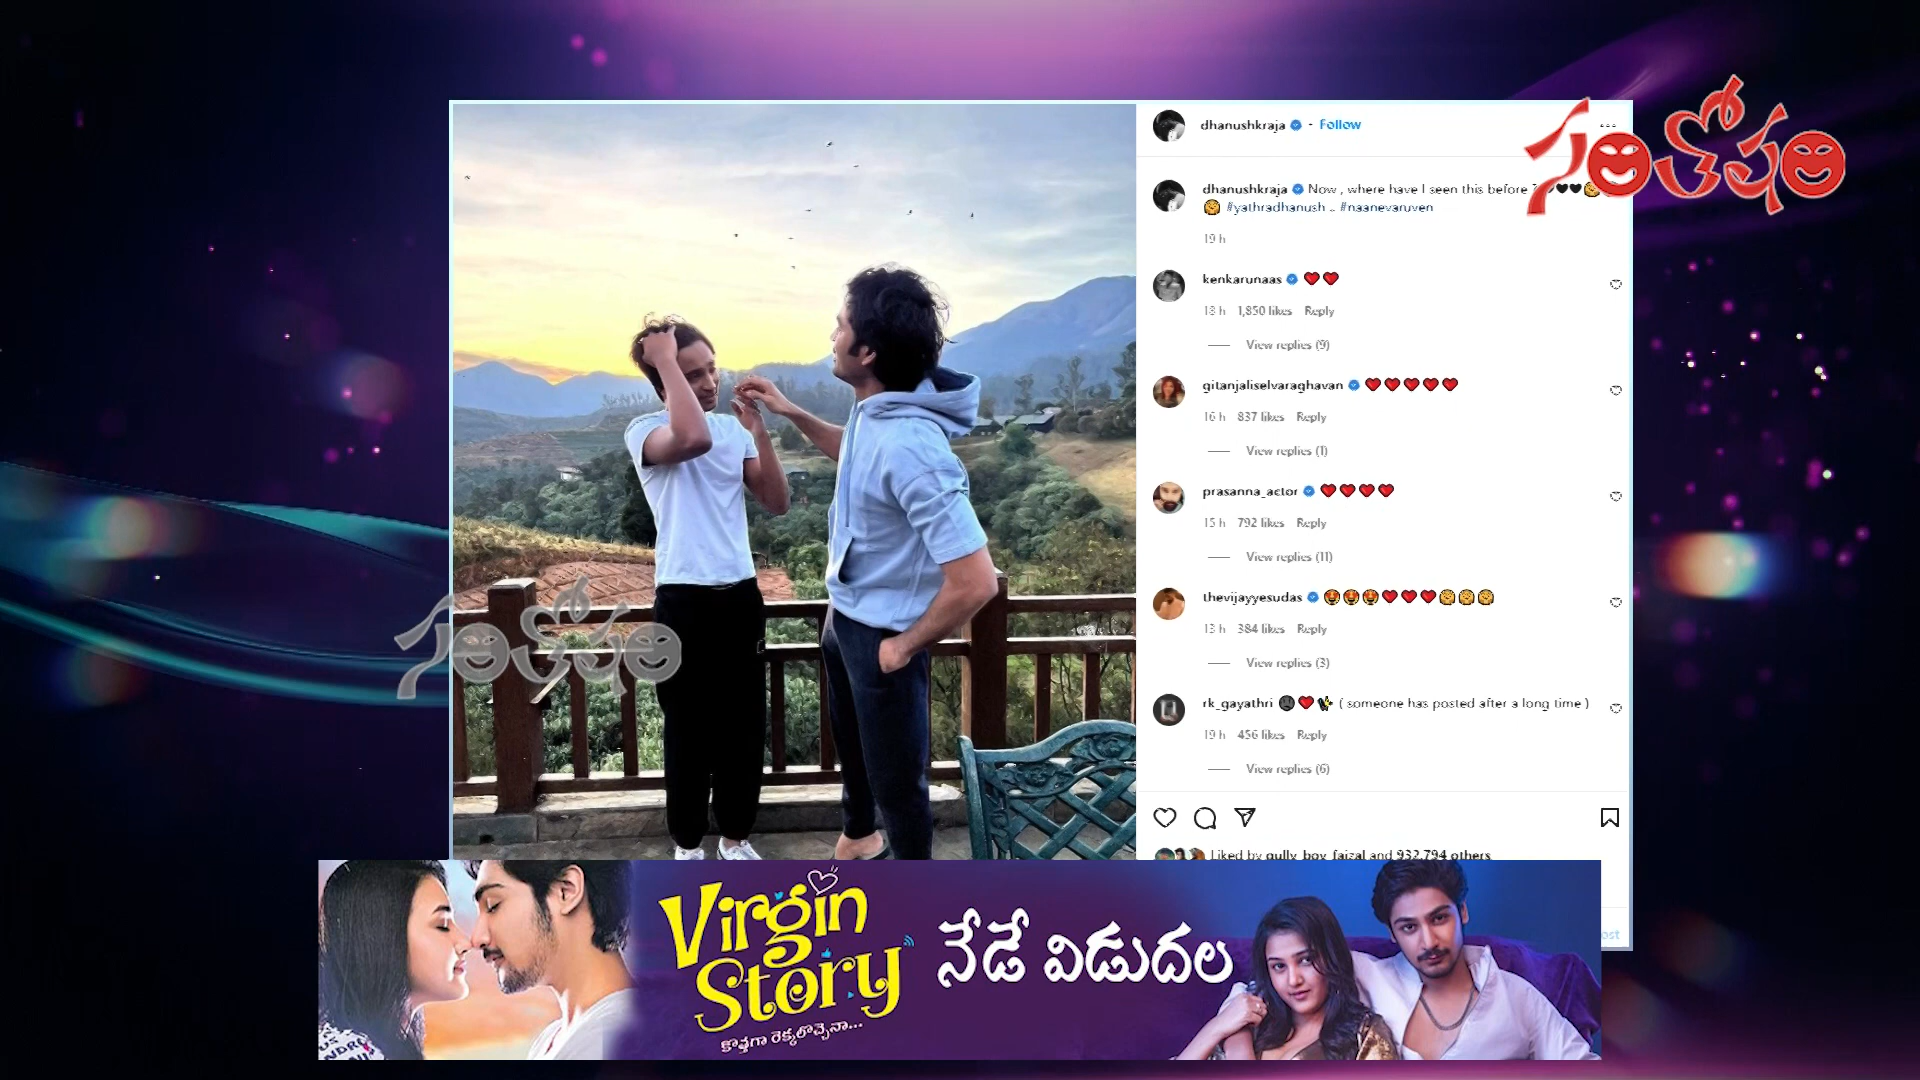 dhanushkraja • Follow
సంతోషం
dhanushkraja Now , where have I seen this before
#yathradhanush .. #naanevaruven
19 h
kenkarunaas
18 h 1,850 likes Reply
View replies (9)
gitanjaliselvaraghavan
16 h 837 likes Reply
View replies (1)
prasanna_actor
15 h 792 likes Reply
View replies (11)
thevijayyesudas
13 h 384 likes Reply
View replies (3)
rk_gayathri ( someone has posted after a long time )
19 h 456 likes Reply
View replies (6)
సంతోషం
Liked by gully_boy_faizal and 932,794 others
Virgin
Story
కొత్తగా రెక్కలొచ్చెనా...
నేడే విడుదల